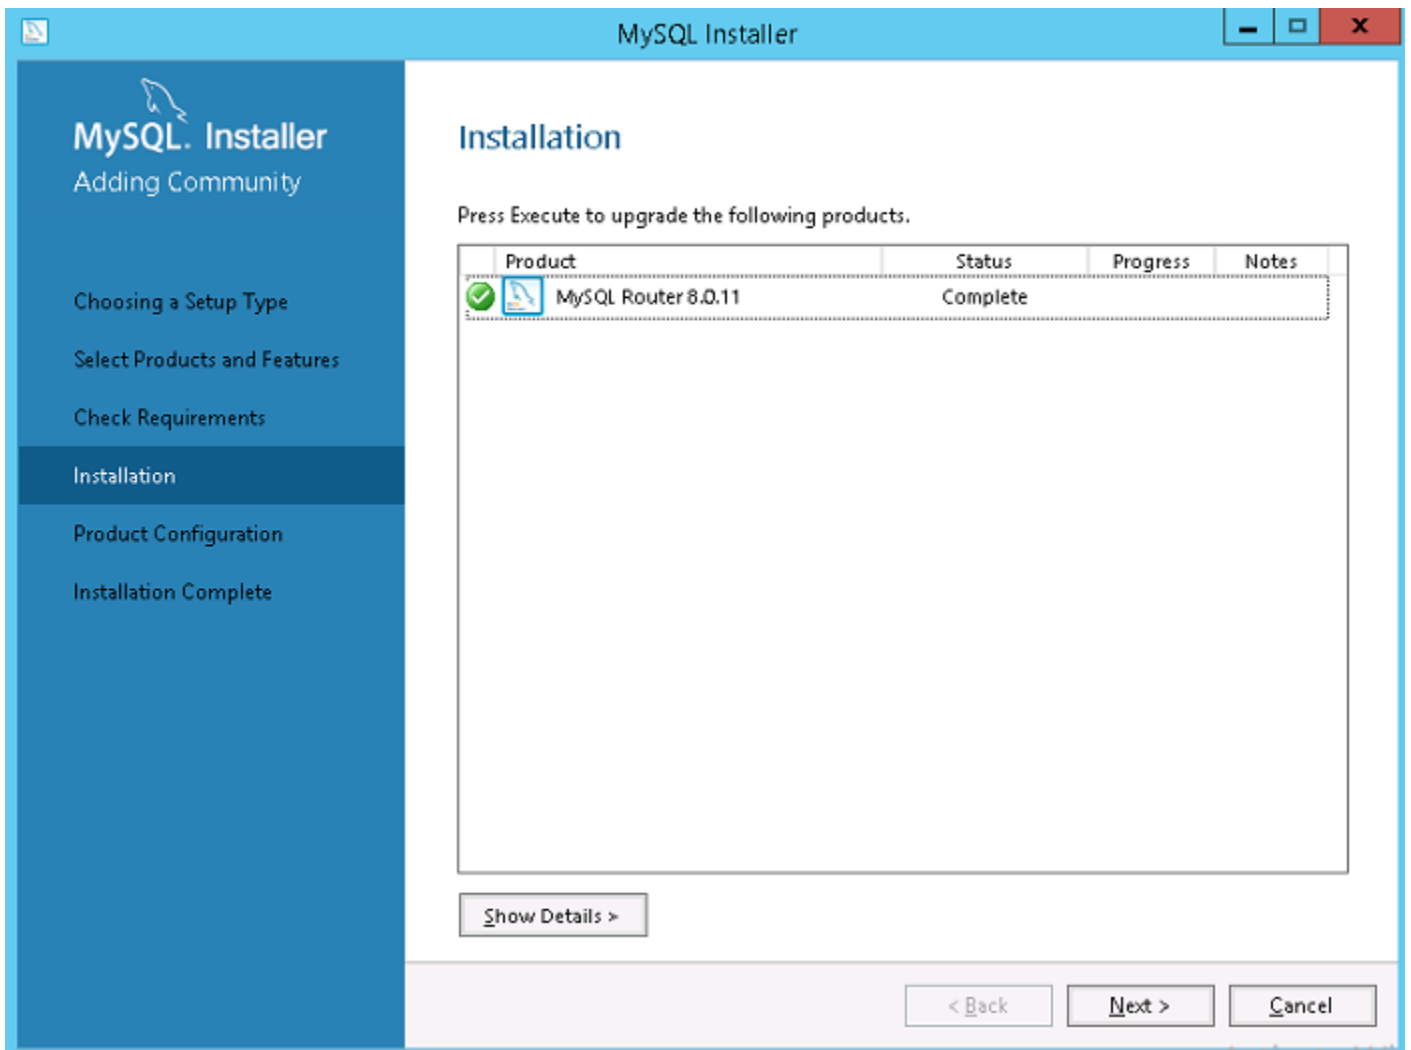 MySQL Installer
MySQL. Installer
Adding Community
Choosing a Setup Type
Select Products and Features
Check Requirements
Installation
Product Configuration
Installation Complete
Installation
Press Execute to upgrade the following products.
Product Status Progress Notes
MySQL Router 8.0.11 Complete
Show Details >
< Back Next > Cancel